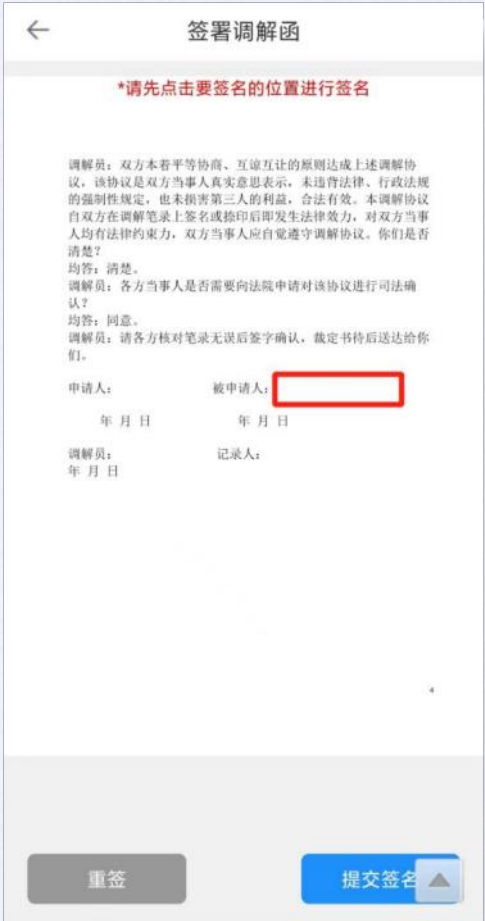 签署调解函
*请先点击要签名的位置进行签名
调解员：双方本着平等协商、互谅互让的原则达成上述调解协
议，该协议是双方当事人真实意思表示，未违背法律、行政法规
的强制性规定，也未损害第三人的利益，合法有效。本调解协议
自双方在调解笔录上签名或捺印后即发生法律效力，对双方当事
人均有法律约束力，双方当事人应自觉遵守调解协议。你们是否
清楚？
均答：清楚。
调解员：各方当事人是否需要向法院申请对该协议进行司法确
认？
均答：同意。
调解员：请各方核对笔录无误后签字确认，裁定书待后送达给你
们。
申请人： 被申请人：
年 月 日 年 月 日
调解员： 记录人：
年 月 日
4
重签 提交签名